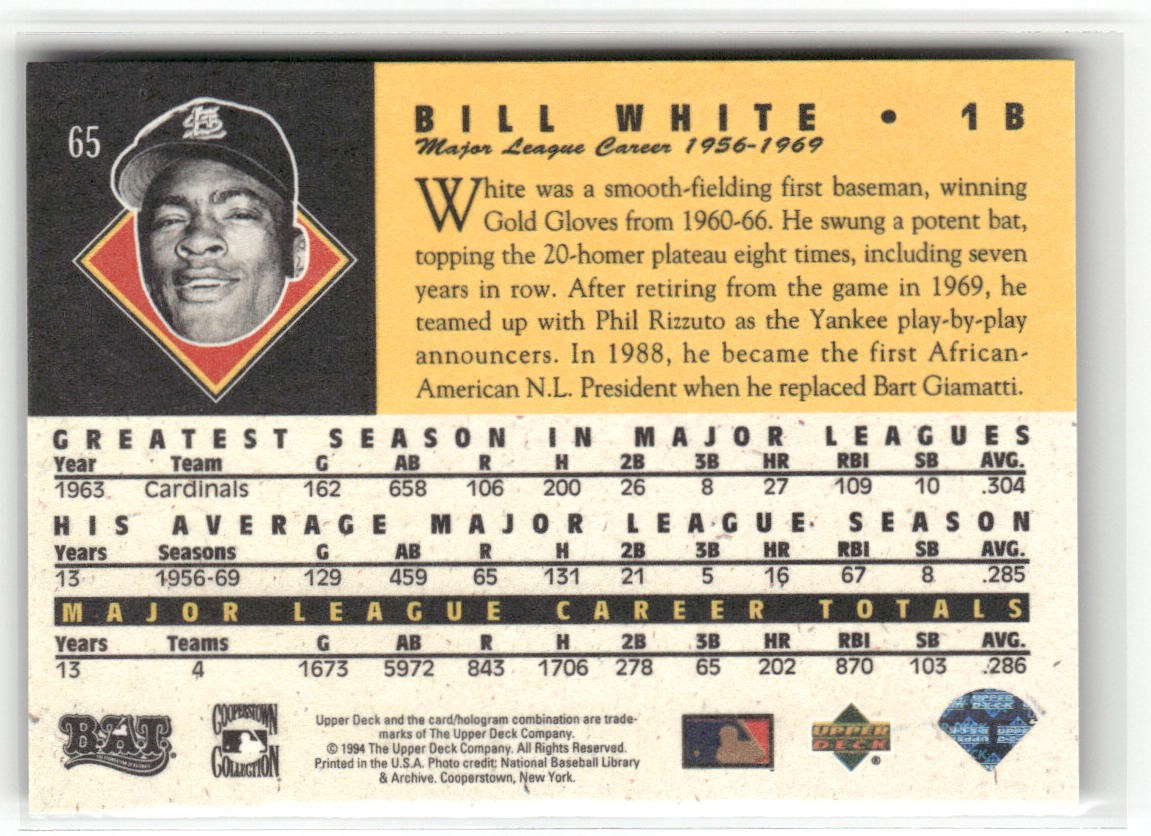 65
BILL WHITE • 1B
Major League Career 1956-1969
White was a smooth-fielding first baseman, winning
Gold Gloves from 1960-66. He swung a potent bat,
topping the 20-homer plateau eight times, including seven
years in row. After retiring from the game in 1969, he
teamed up with Phil Rizzuto as the Yankee play-by-play
announcers. In 1988, he became the first African-
American N.L. President when he replaced Bart Giamatti.
GREATEST SEASON IN MAJOR LEAGUES
Year Team G AB R H 2B 3B HR RBI SB AVG.
1963 Cardinals 162 658 106 200 26 8 27 109 10 .304
HIS AVERAGE MAJOR LEAGUE SEASON
Years Seasons G AB R H 2B 3B HR RBI SB AVG.
13 1956-69 129 459 65 131 21 5 16 67 8 .285
MAJOR LEAGUE CAREER TOTALS
Years Teams G AB R H 2B 3B HR RBI SB AVG.
13 4 1673 5972 843 1706 278 65 202 870 103 .286
BAT
COOPERSTOWN
COLLECTION
Upper Deck and the card/hologram combination are trade-
marks of The Upper Deck Company.
© 1994 The Upper Deck Company. All Rights Reserved.
Printed in the U.S.A. Photo credit: National Baseball Library
& Archive. Cooperstown, New York.
UPPER
DECK
®
UPPER
DECK